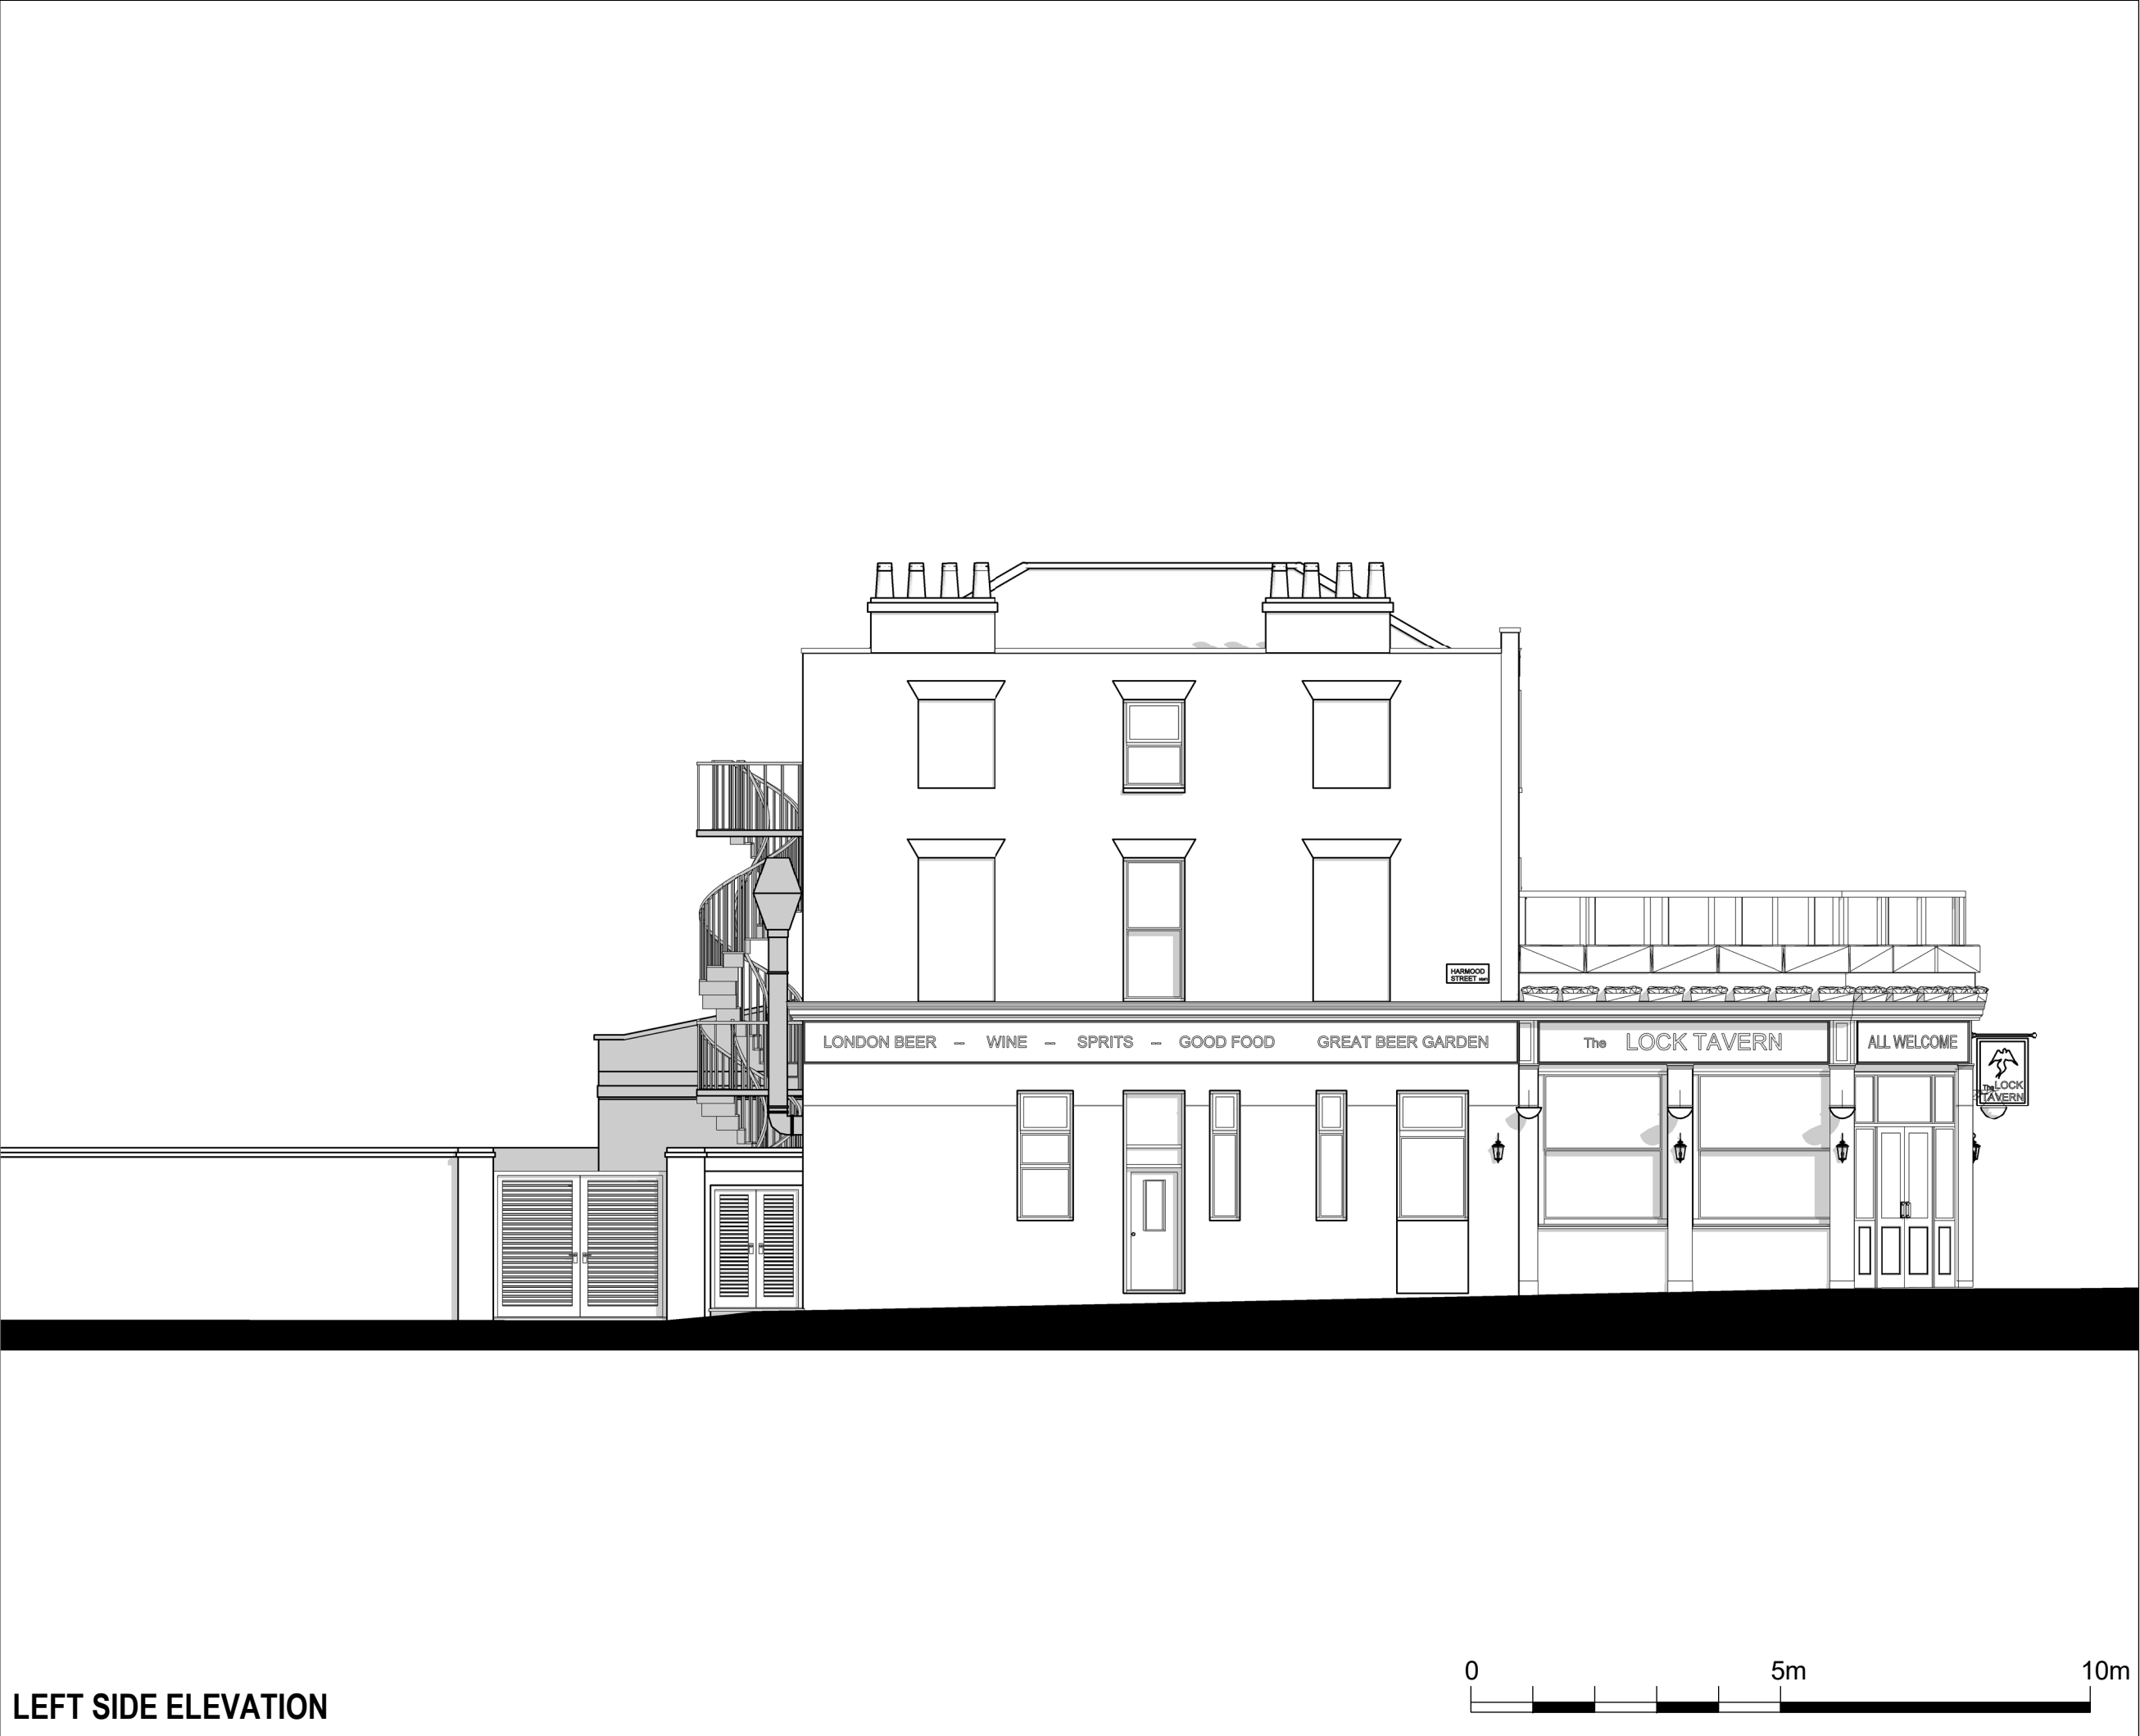 HARMOOD
STREET
LONDON BEER – WINE – SPRITS – GOOD FOOD GREAT BEER GARDEN
The LOCK TAVERN
ALL WELCOME
The LOCK
TAVERN
0 5m 10m
LEFT SIDE ELEVATION